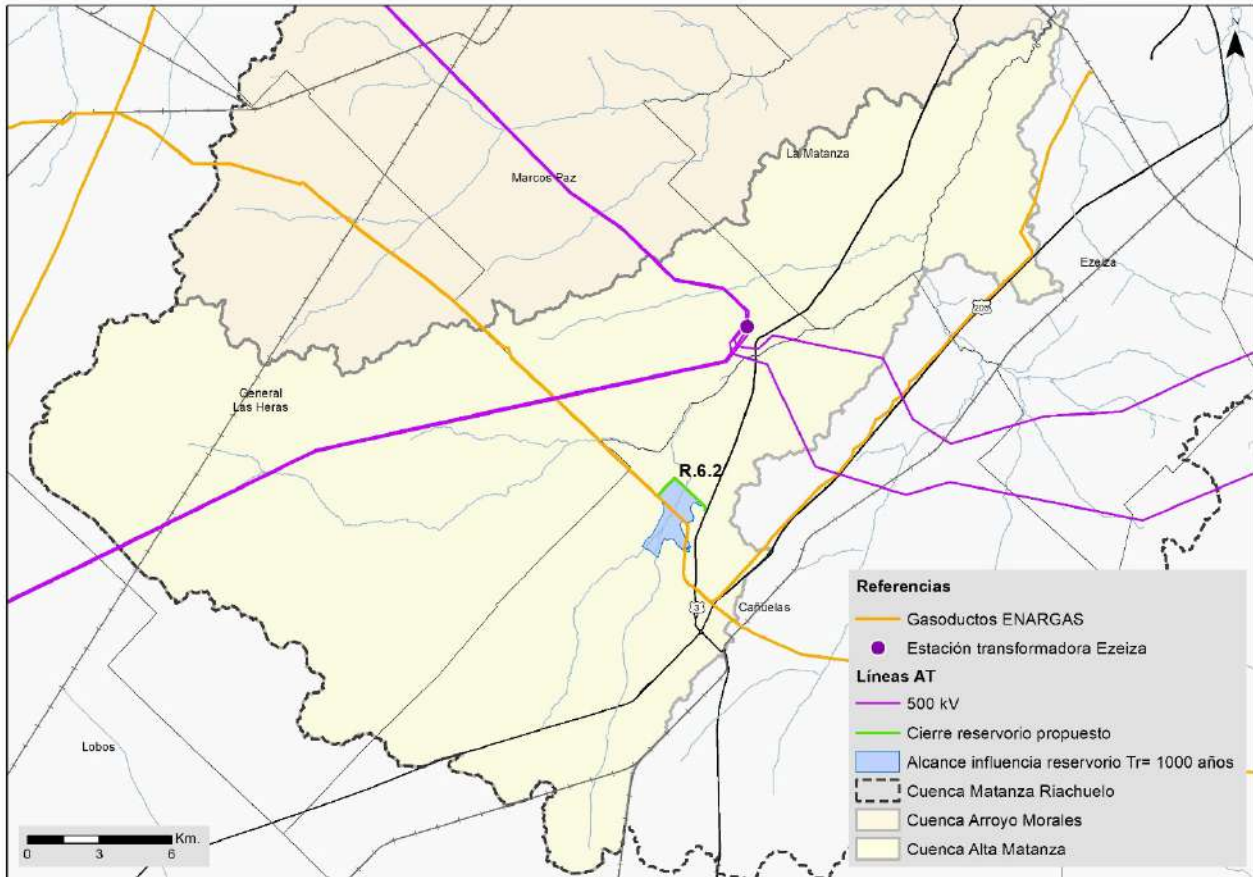 N
La Matanza
Marcos Paz
Ezeiza
205
General
Las Heras
R.6.2
3
Cañuelas
Lobos
Km.
0 3 6
Referencias
Gasoductos ENARGAS
Estación transformadora Ezeiza
Líneas AT
500 kV
Cierre reservorio propuesto
Alcance influencia reservorio Tr= 1000 años
Cuenca Matanza Riachuelo
Cuenca Arroyo Morales
Cuenca Alta Matanza